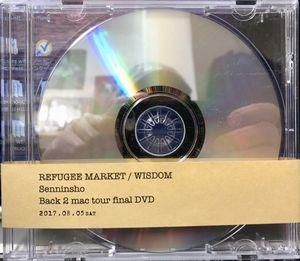 REFUGEE MARKET / WISDOM
Senninsho
Back 2 mac tour final DVD
2017.08.05 SAT